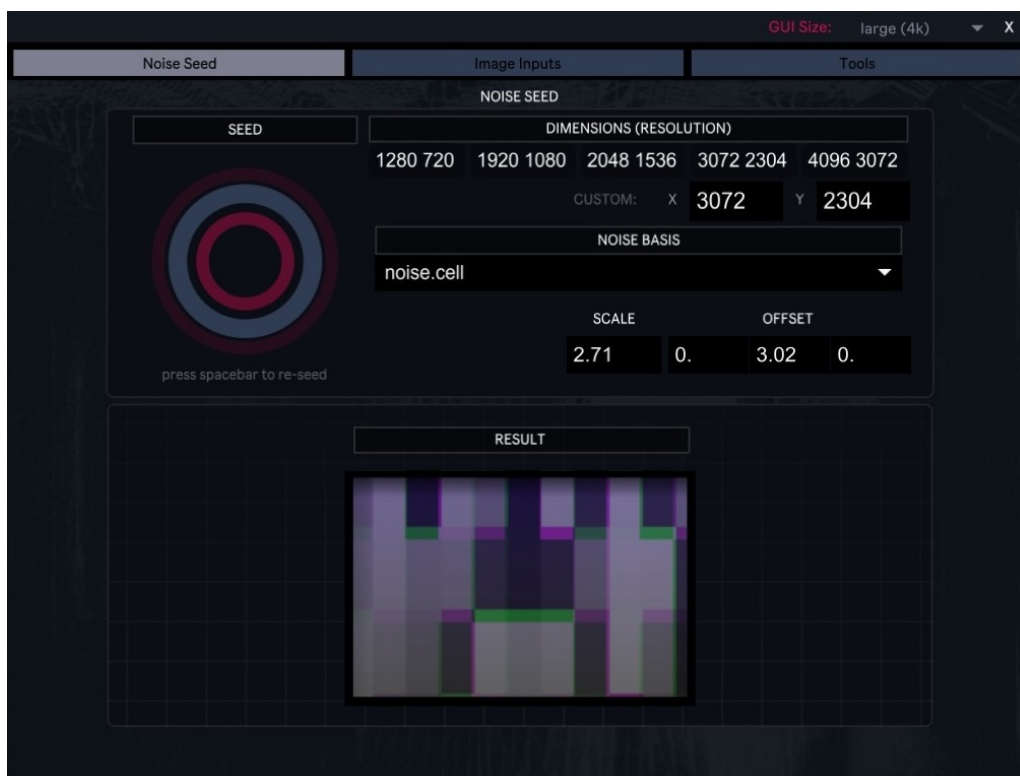 GUI Size: large (4k) X
Noise Seed Image Inputs Tools
NOISE SEED
SEED
DIMENSIONS (RESOLUTION)
1280 720 1920 1080 2048 1536 3072 2304 4096 3072
CUSTOM: X 3072 Y 2304
NOISE BASIS
noise.cell
SCALE OFFSET
2.71 0. 3.02 0.
press spacebar to re-seed
RESULT